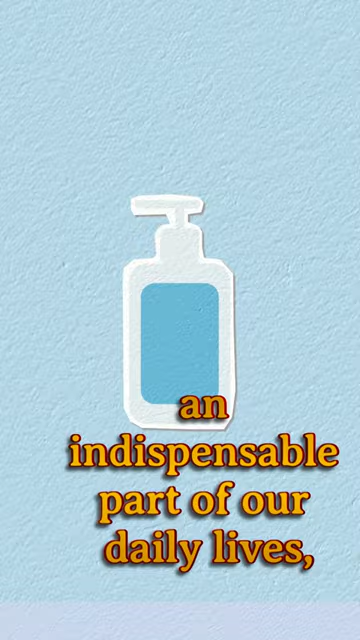 an
indispensable
part of our
daily lives,